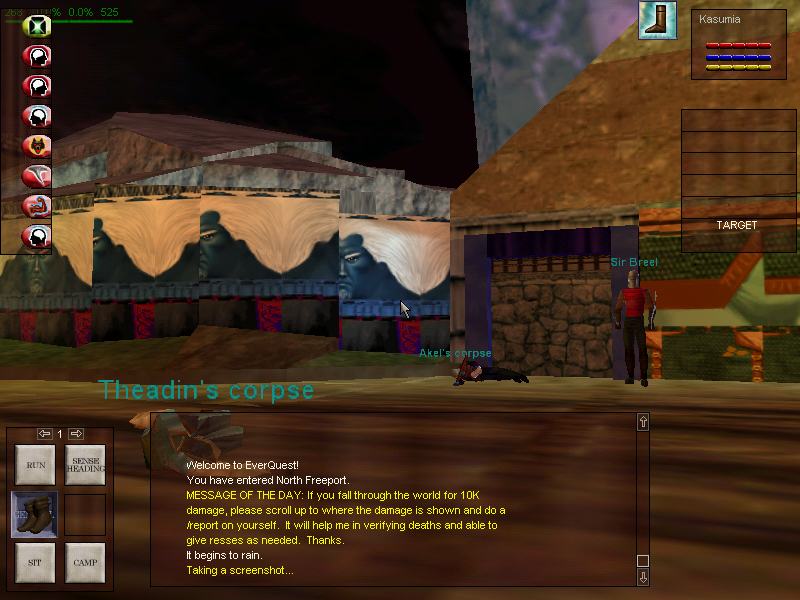 0.0% 525
Kasumia
TARGET
Sir Breel
Akel's corpse
Theadin's corpse
1
RUN
SENSE HEADING
SIT
CAMP
Welcome to EverQuest!
You have entered North Freeport.
MESSAGE OF THE DAY: If you fall through the world for 10K
damage, please scroll up to where the damage is shown and do a
/report on yourself. It will help me in verifying deaths and able to
give resses as needed. Thanks.
It begins to rain.
Taking a screenshot...